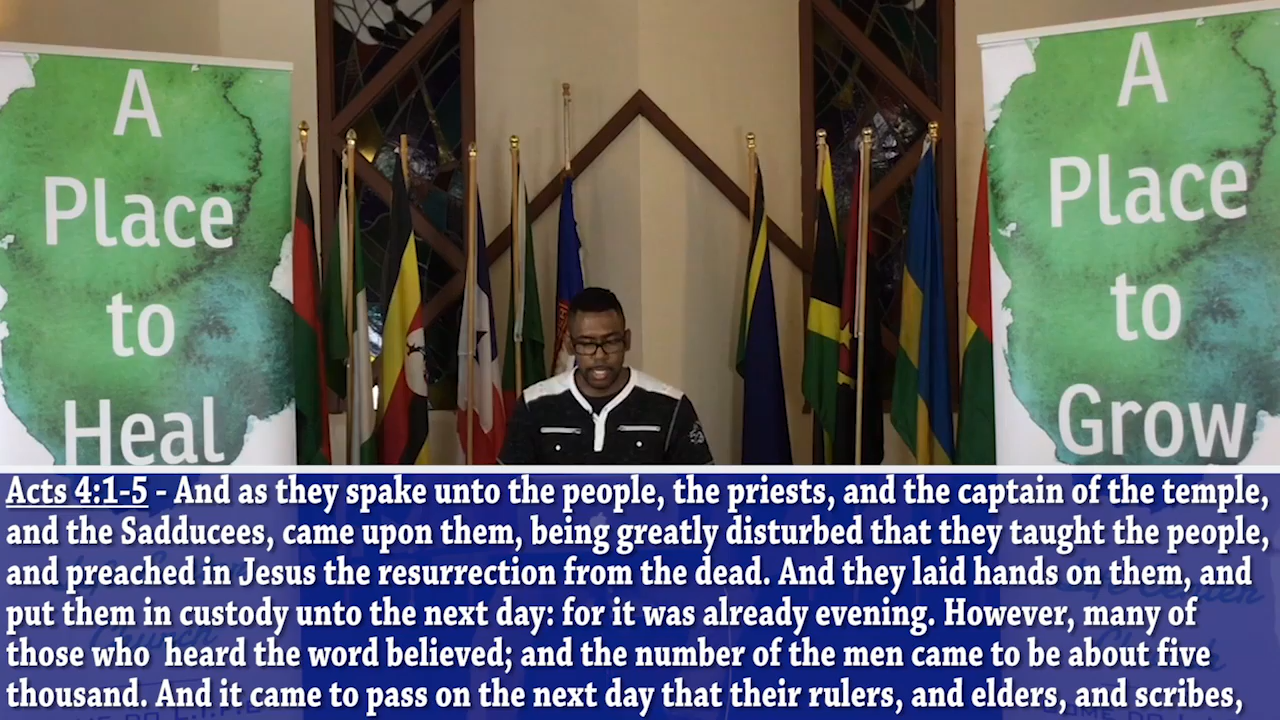 A
Place
to
Heal
A
Place
to
Grow
Acts 4:1-5 - And as they spake unto the people, the priests, and the captain of the temple,
and the Sadducees, came upon them, being greatly disturbed that they taught the people,
and preached in Jesus the resurrection from the dead. And they laid hands on them, and
put them in custody unto the next day: for it was already evening. However, many of
those who heard the word believed; and the number of the men came to be about five
thousand. And it came to pass on the next day that their rulers, and elders, and scribes,
Life Center
Church